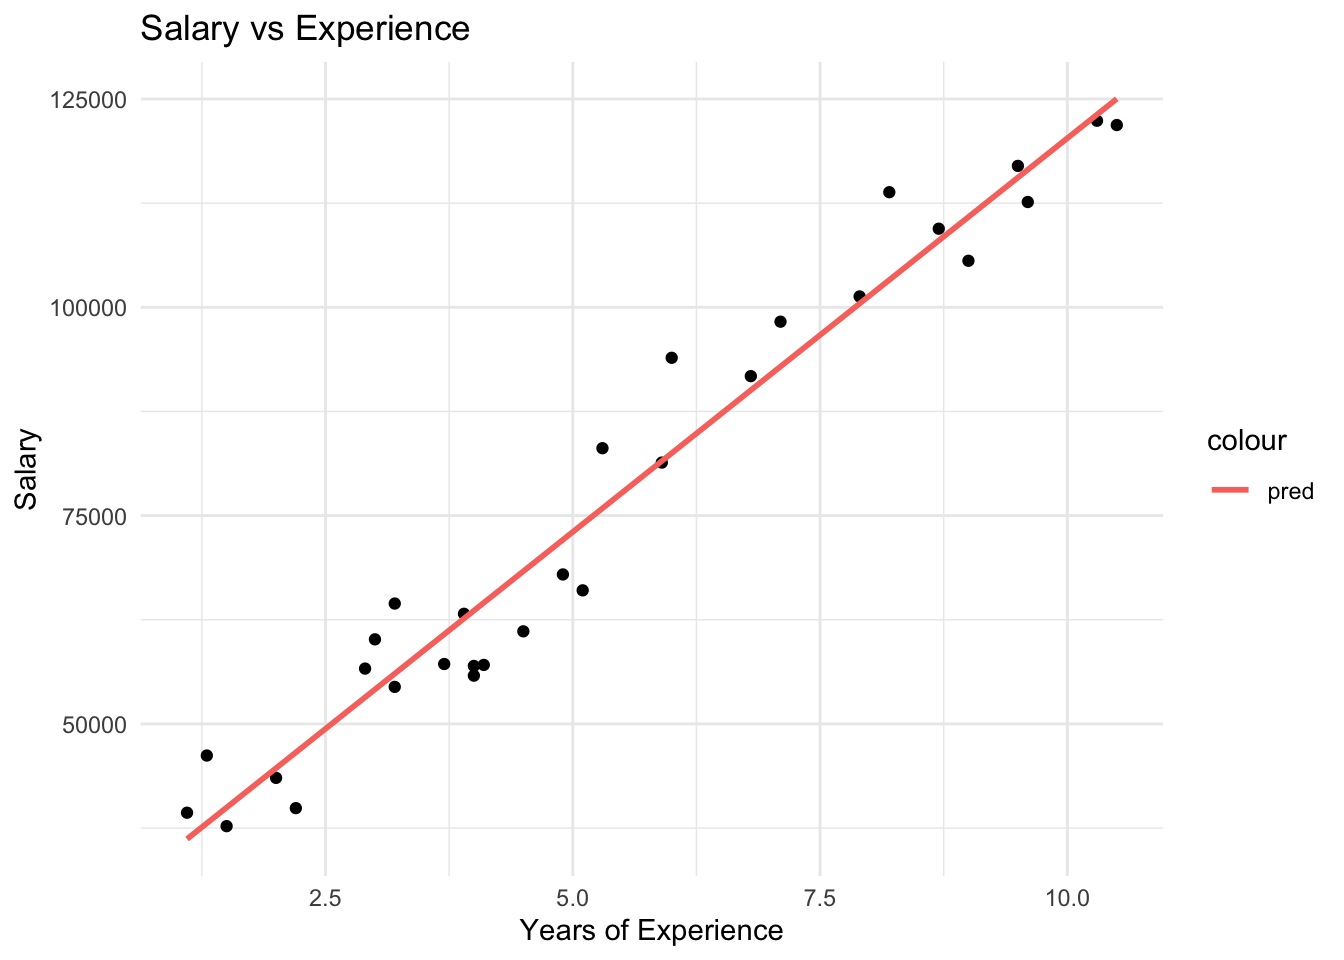 Salary vs Experience
125000
100000
75000
50000
Salary
2.5 5.0 7.5 10.0
Years of Experience
colour
pred